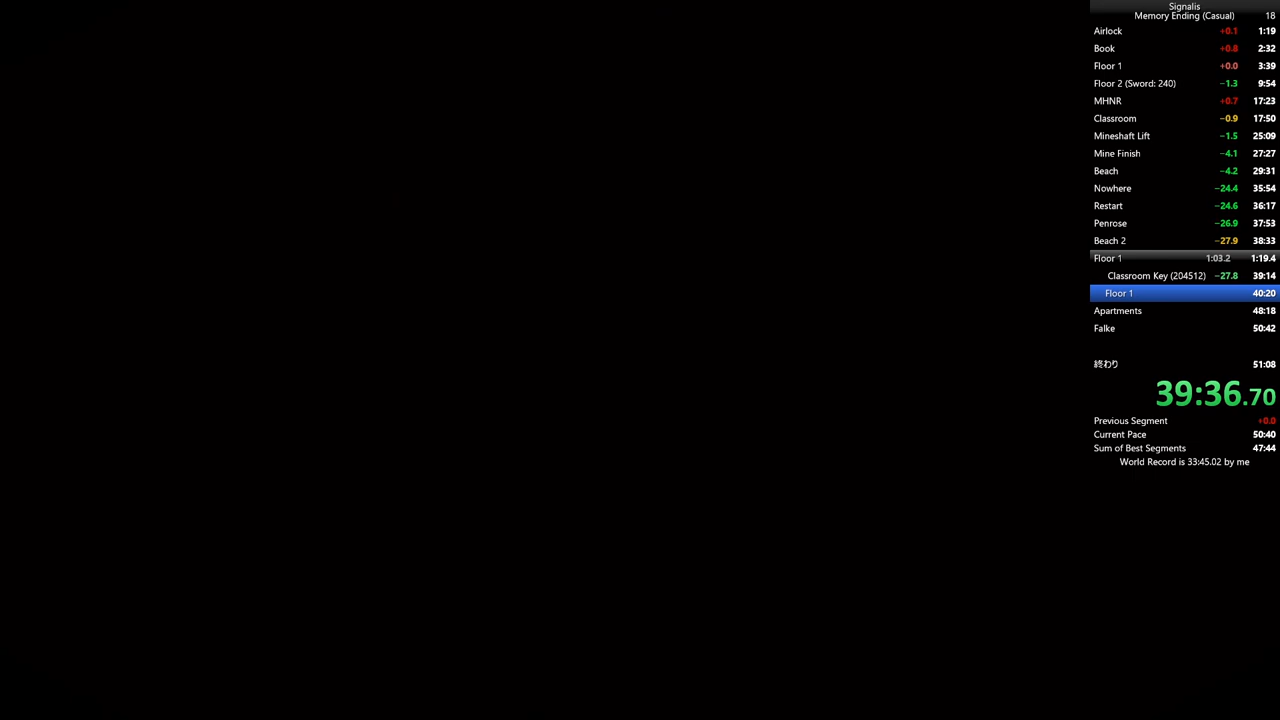 Signalis
Memory Ending (Casual) 18
Airlock +0.1 1:19
Book +0.8 2:32
Floor 1 +0.0 3:39
Floor 2 (Sword: 240) −1.3 9:54
MHNR +0.7 17:23
Classroom −0.9 17:50
Mineshaft Lift −1.5 25:09
Mine Finish −4.1 27:27
Beach −4.2 29:31
Nowhere −24.4 35:54
Restart −24.6 36:17
Penrose −26.9 37:53
Beach 2 −27.9 38:33
Floor 1 1:03.2 1:19.4
Classroom Key (204512) −27.8 39:14
Floor 1 40:20
Apartments 48:18
Falke 50:42
終わり 51:08
39:36.70
Previous Segment +0.0
Current Pace 50:40
Sum of Best Segments 47:44
World Record is 33:45.02 by me